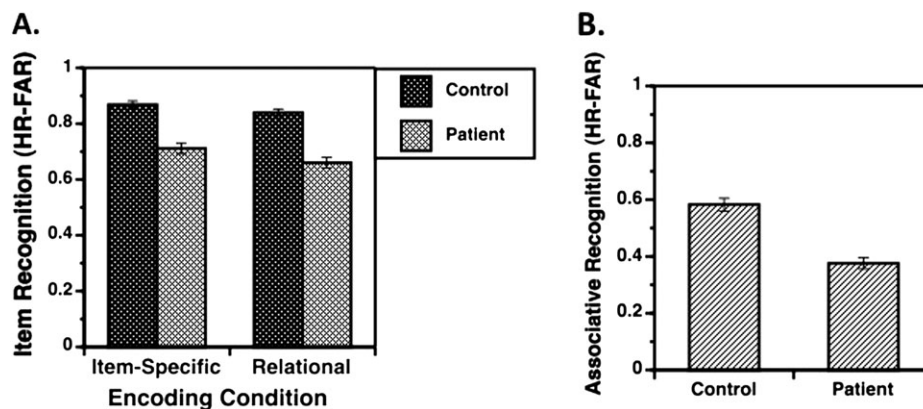 A.
Item Recognition (HR-FAR)
1
0.8
0.6
0.4
0.2
0
Item-Specific
Relational
Encoding Condition
Control
Patient
B.
Associative Recognition (HR-FAR)
1
0.8
0.6
0.4
0.2
0
Control
Patient